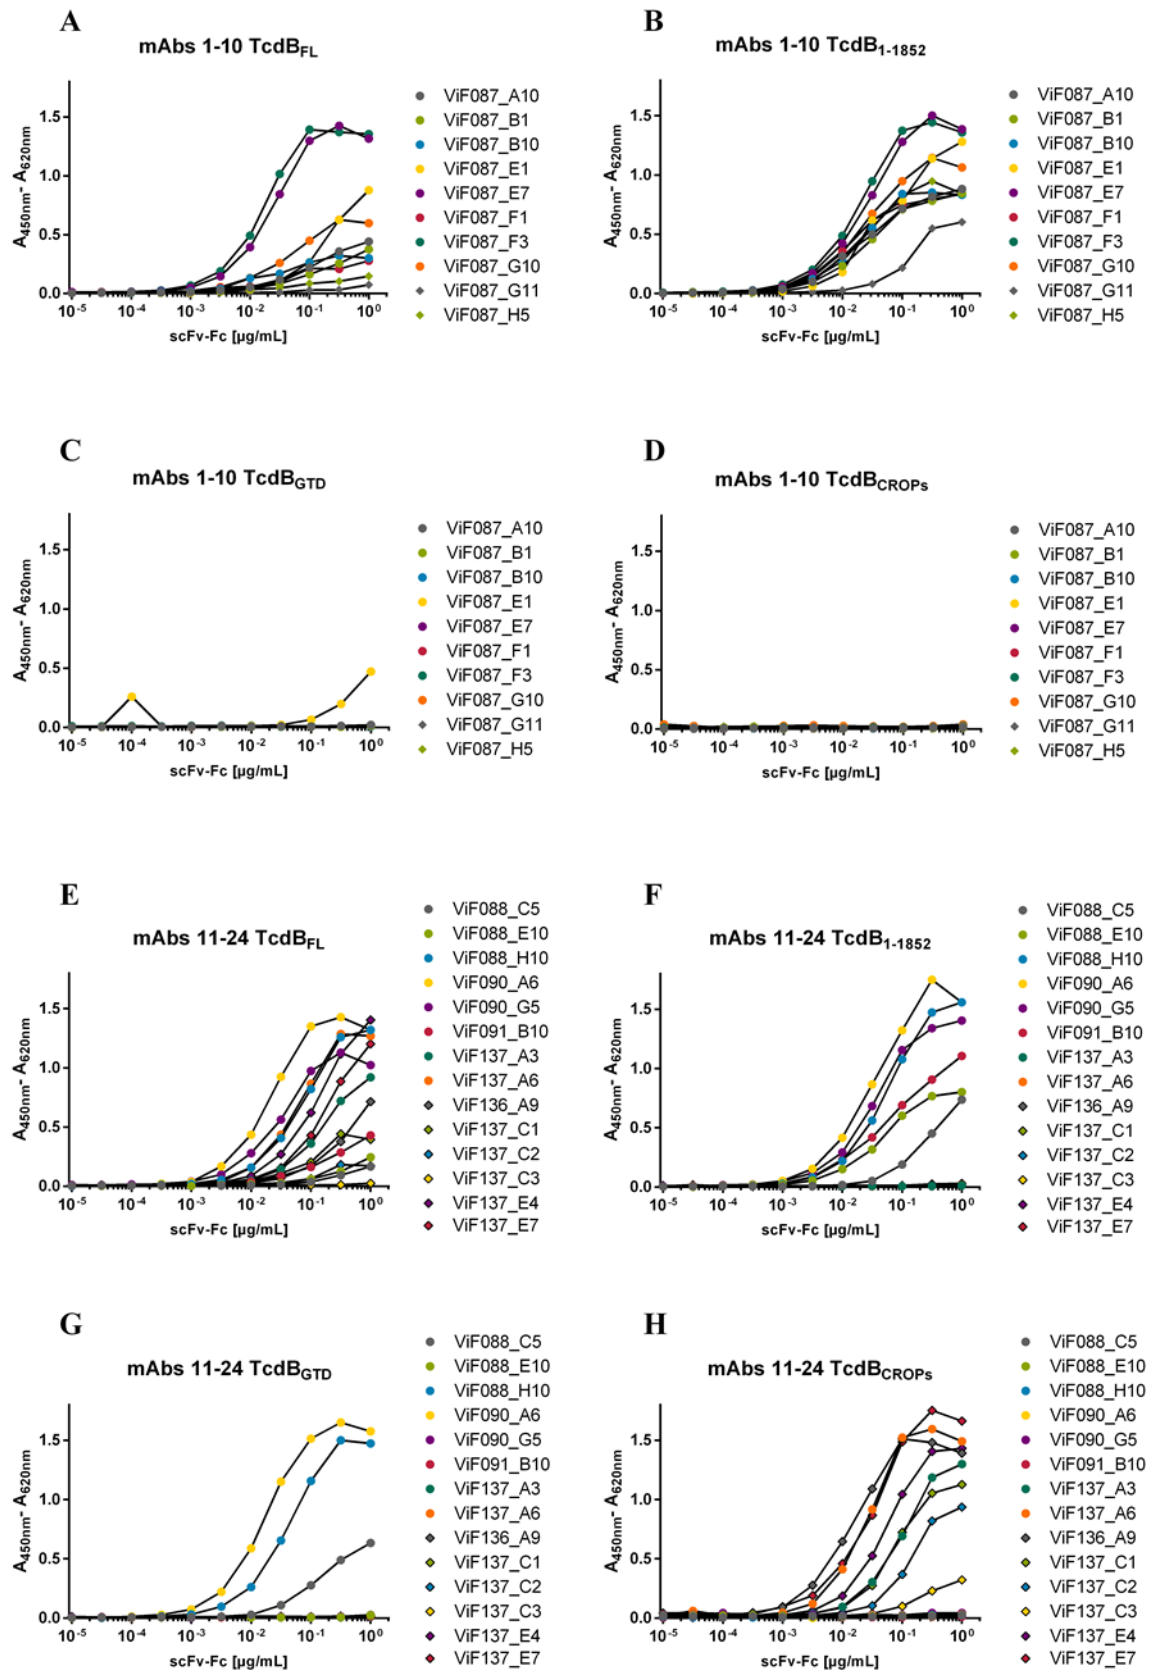 A
mAbs 1-10 TcdBFL
A450nm- A620nm
1.5
1.0
0.5
0.0
10-5 10-4 10-3 10-2 10-1 100
scFv-Fc [µg/mL]
ViF087_A10
ViF087_B1
ViF087_B10
ViF087_E1
ViF087_E7
ViF087_F1
ViF087_F3
ViF087_G10
ViF087_G11
ViF087_H5
B
mAbs 1-10 TcdB1-1852
A450nm- A620nm
1.5
1.0
0.5
0.0
10-5 10-4 10-3 10-2 10-1 100
scFv-Fc [µg/mL]
ViF087_A10
ViF087_B1
ViF087_B10
ViF087_E1
ViF087_E7
ViF087_F1
ViF087_F3
ViF087_G10
ViF087_G11
ViF087_H5
C
mAbs 1-10 TcdBGTD
A450nm- A620nm
1.5
1.0
0.5
0.0
10-5 10-4 10-3 10-2 10-1 100
scFv-Fc [µg/mL]
ViF087_A10
ViF087_B1
ViF087_B10
ViF087_E1
ViF087_E7
ViF087_F1
ViF087_F3
ViF087_G10
ViF087_G11
ViF087_H5
D
mAbs 1-10 TcdBCROPs
A450nm- A620nm
1.5
1.0
0.5
0.0
10-5 10-4 10-3 10-2 10-1 100
scFv-Fc [µg/mL]
ViF087_A10
ViF087_B1
ViF087_B10
ViF087_E1
ViF087_E7
ViF087_F1
ViF087_F3
ViF087_G10
ViF087_G11
ViF087_H5
E
mAbs 11-24 TcdBFL
A450nm- A620nm
1.5
1.0
0.5
0.0
10-5 10-4 10-3 10-2 10-1 100
scFv-Fc [µg/mL]
ViF088_C5
ViF088_E10
ViF088_H10
ViF090_A6
ViF090_G5
ViF091_B10
ViF137_A3
ViF137_A6
ViF136_A9
ViF137_C1
ViF137_C2
ViF137_C3
ViF137_E4
ViF137_E7
F
mAbs 11-24 TcdB1-1852
A450nm- A620nm
1.5
1.0
0.5
0.0
10-5 10-4 10-3 10-2 10-1 100
scFv-Fc [µg/mL]
ViF088_C5
ViF088_E10
ViF088_H10
ViF090_A6
ViF090_G5
ViF091_B10
ViF137_A3
ViF137_A6
ViF136_A9
ViF137_C1
ViF137_C2
ViF137_C3
ViF137_E4
ViF137_E7
G
mAbs 11-24 TcdBGTD
A450nm- A620nm
1.5
1.0
0.5
0.0
10-5 10-4 10-3 10-2 10-1 100
scFv-Fc [µg/mL]
ViF088_C5
ViF088_E10
ViF088_H10
ViF090_A6
ViF090_G5
ViF091_B10
ViF137_A3
ViF137_A6
ViF136_A9
ViF137_C1
ViF137_C2
ViF137_C3
ViF137_E4
ViF137_E7
H
mAbs 11-24 TcdBCROPs
A450nm- A620nm
1.5
1.0
0.5
0.0
10-5 10-4 10-3 10-2 10-1 100
scFv-Fc [µg/mL]
ViF088_C5
ViF088_E10
ViF088_H10
ViF090_A6
ViF090_G5
ViF091_B10
ViF137_A3
ViF137_A6
ViF136_A9
ViF137_C1
ViF137_C2
ViF137_C3
ViF137_E4
ViF137_E7